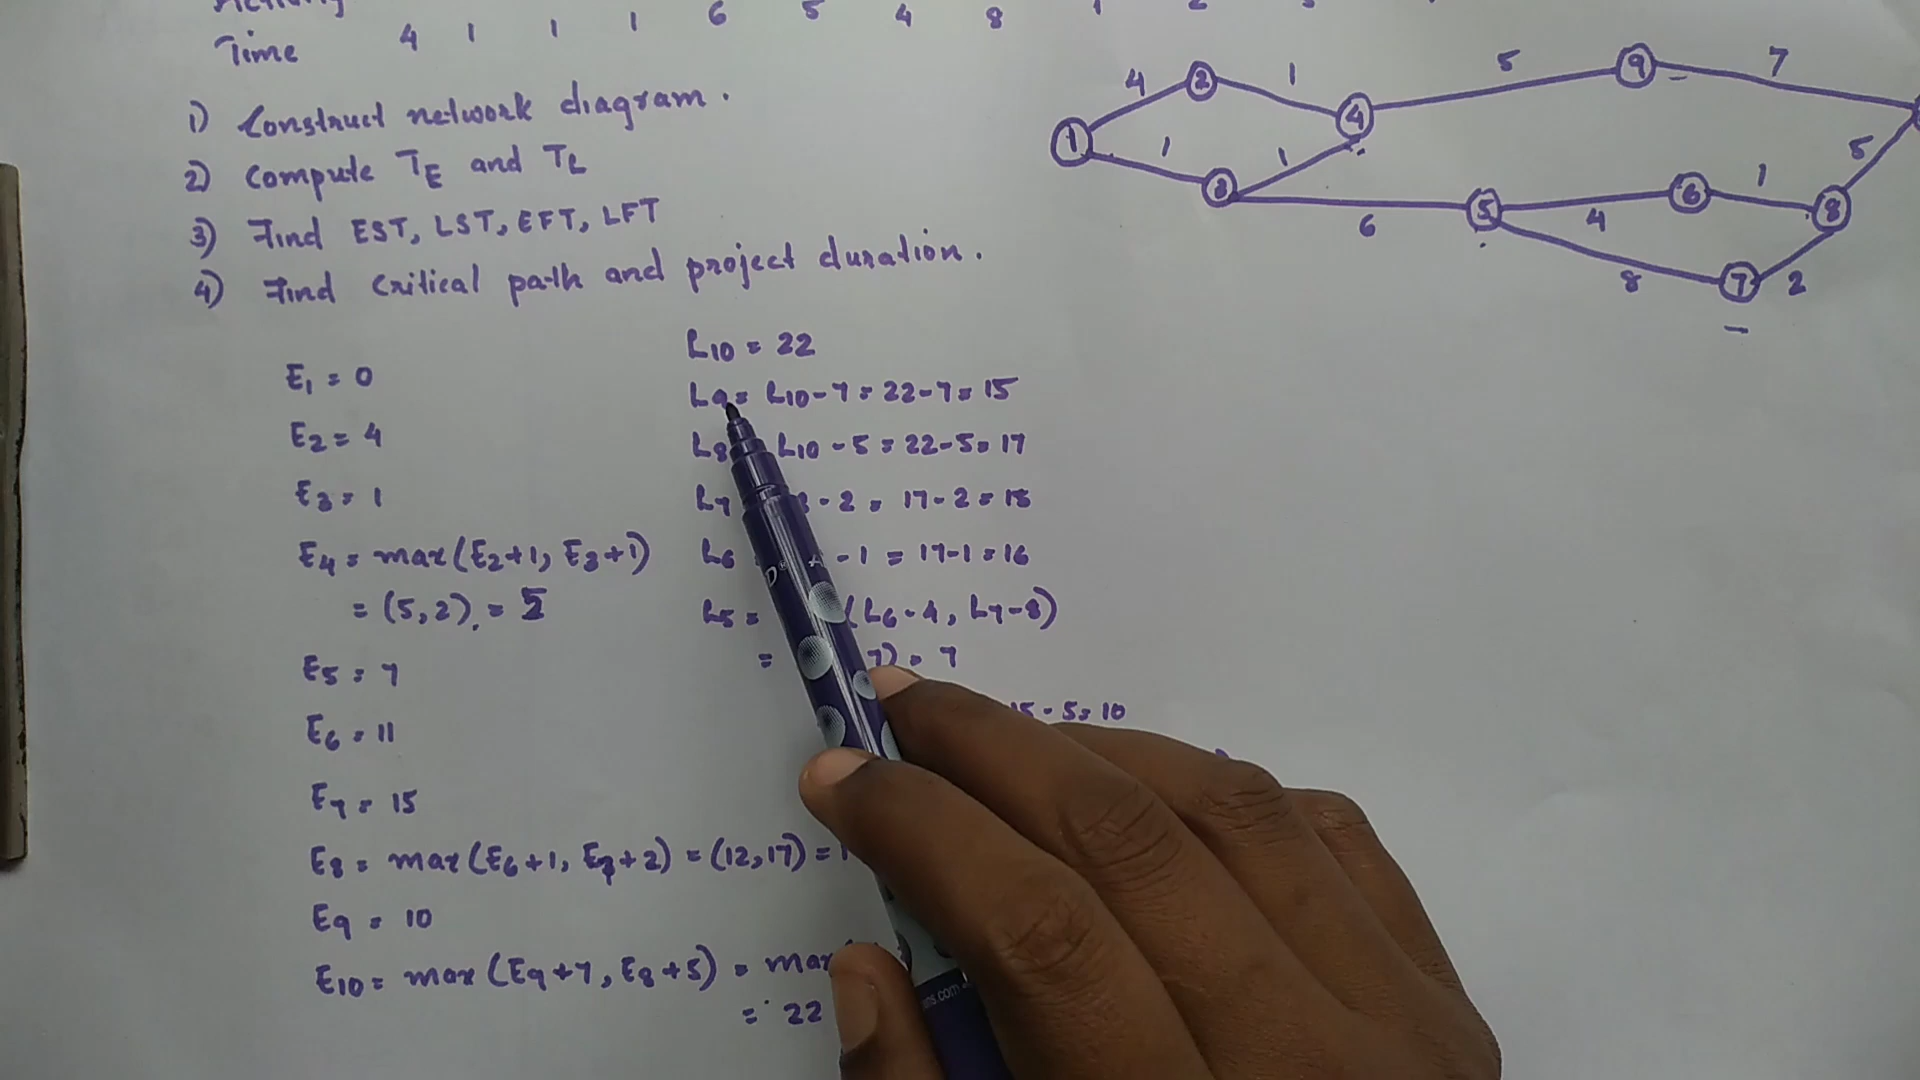 Time 4 1 1 1 6 5 4 8 1
1) Construct network diagram.
2) Compute TE and TL
3) Find EST, LST, EFT, LFT
4) Find critical path and project duration.
E1 = 0
E2 = 4
E3 = 1
E4 = max(E2+1, E3+1)
= (5,2) = 5
E5 = 7
E6 = 11
E7 = 15
E8 = max(E6+1, E7+2) = (12,17) =
E9 = 10
E10 = max(E9+7, E8+5) = max
= 22
L10 = 22
L9 = L10-7 = 22-7 = 15
L8 L10-5 = 22-5 = 17
L7 -2 = 17-2 = 15
L6 -1 = 17-1 = 16
L5 = (L6-4, L7-8)
= 7) = 7
15-5 = 10
4 2 1 5 9 7
1 1 1 4 5
3 6 5 4 6 1 8
8 7 2